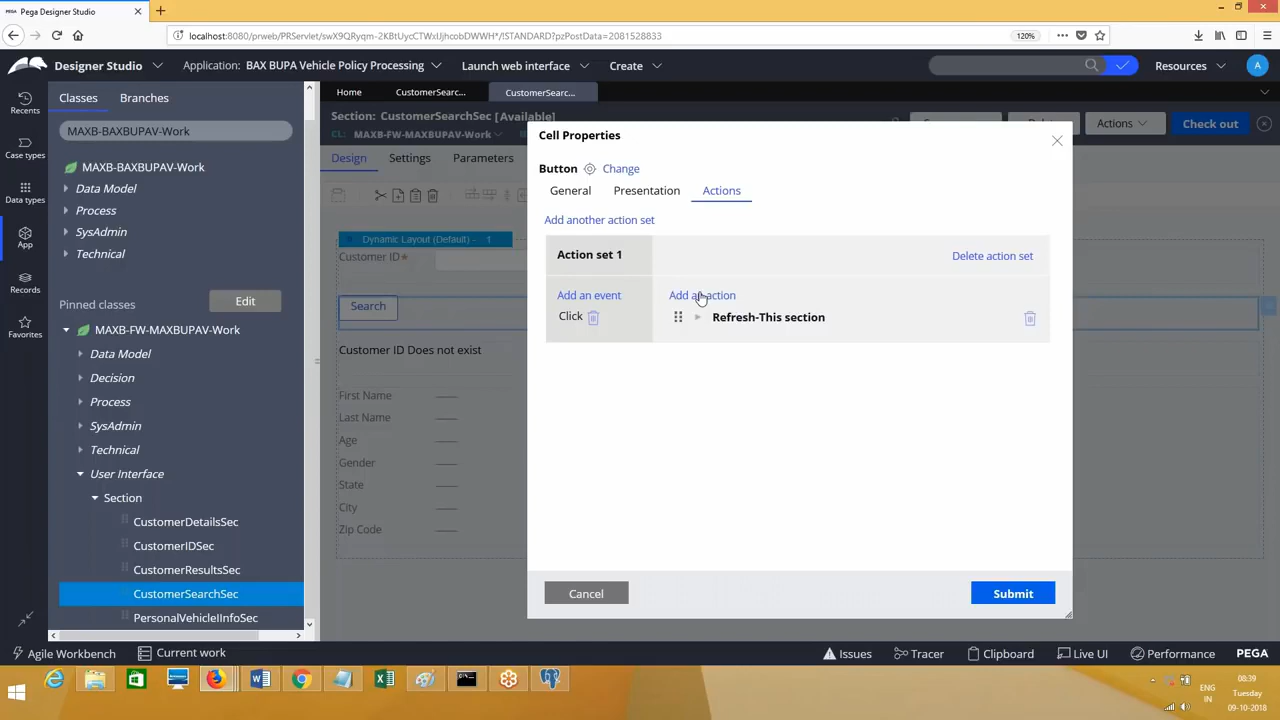 Pega Designer Studio
localhost:8080/prweb/PRServlet/swX9QRyqm-2KBtUycCTWxUJjhcobDWWH*/!STANDARD?pzPostData=2081528833
120%
Designer Studio
Application: BAX BUPA Vehicle Policy Processing
Launch web interface
Create
Resources
A
Recents
Case types
Data types
App
Records
Favorites
Classes
Branches
MAXB-BAXBUPAV-Work
MAXB-BAXBUPAV-Work
Data Model
Process
SysAdmin
Technical
Pinned classes
Edit
MAXB-FW-MAXBUPAV-Work
Data Model
Decision
Process
SysAdmin
Technical
User Interface
Section
CustomerDetailsSec
CustomerIDSec
CustomerResultsSec
CustomerSearchSec
PersonalVehicleIInfoSec
Home
CustomerSearc...
CustomerSearc...
Section: CustomerSearchSec [Available]
CL: MAXB-FW-MAXBUPAV-Work
Actions
Check out
Design
Settings
Parameters
Dynamic Layout (Default) - 1
Customer ID★
Search
Customer ID Does not exist
First Name
Last Name
Age
Gender
State
City
Zip Code
Cell Properties
Button
Change
General
Presentation
Actions
Add another action set
Action set 1
Delete action set
Add an event
Add an action
Click
Refresh-This section
Cancel
Submit
Agile Workbench
Current work
Issues
Tracer
Clipboard
Live UI
Performance
PEGA
ENG
IN
08:39
Tuesday
09-10-2018